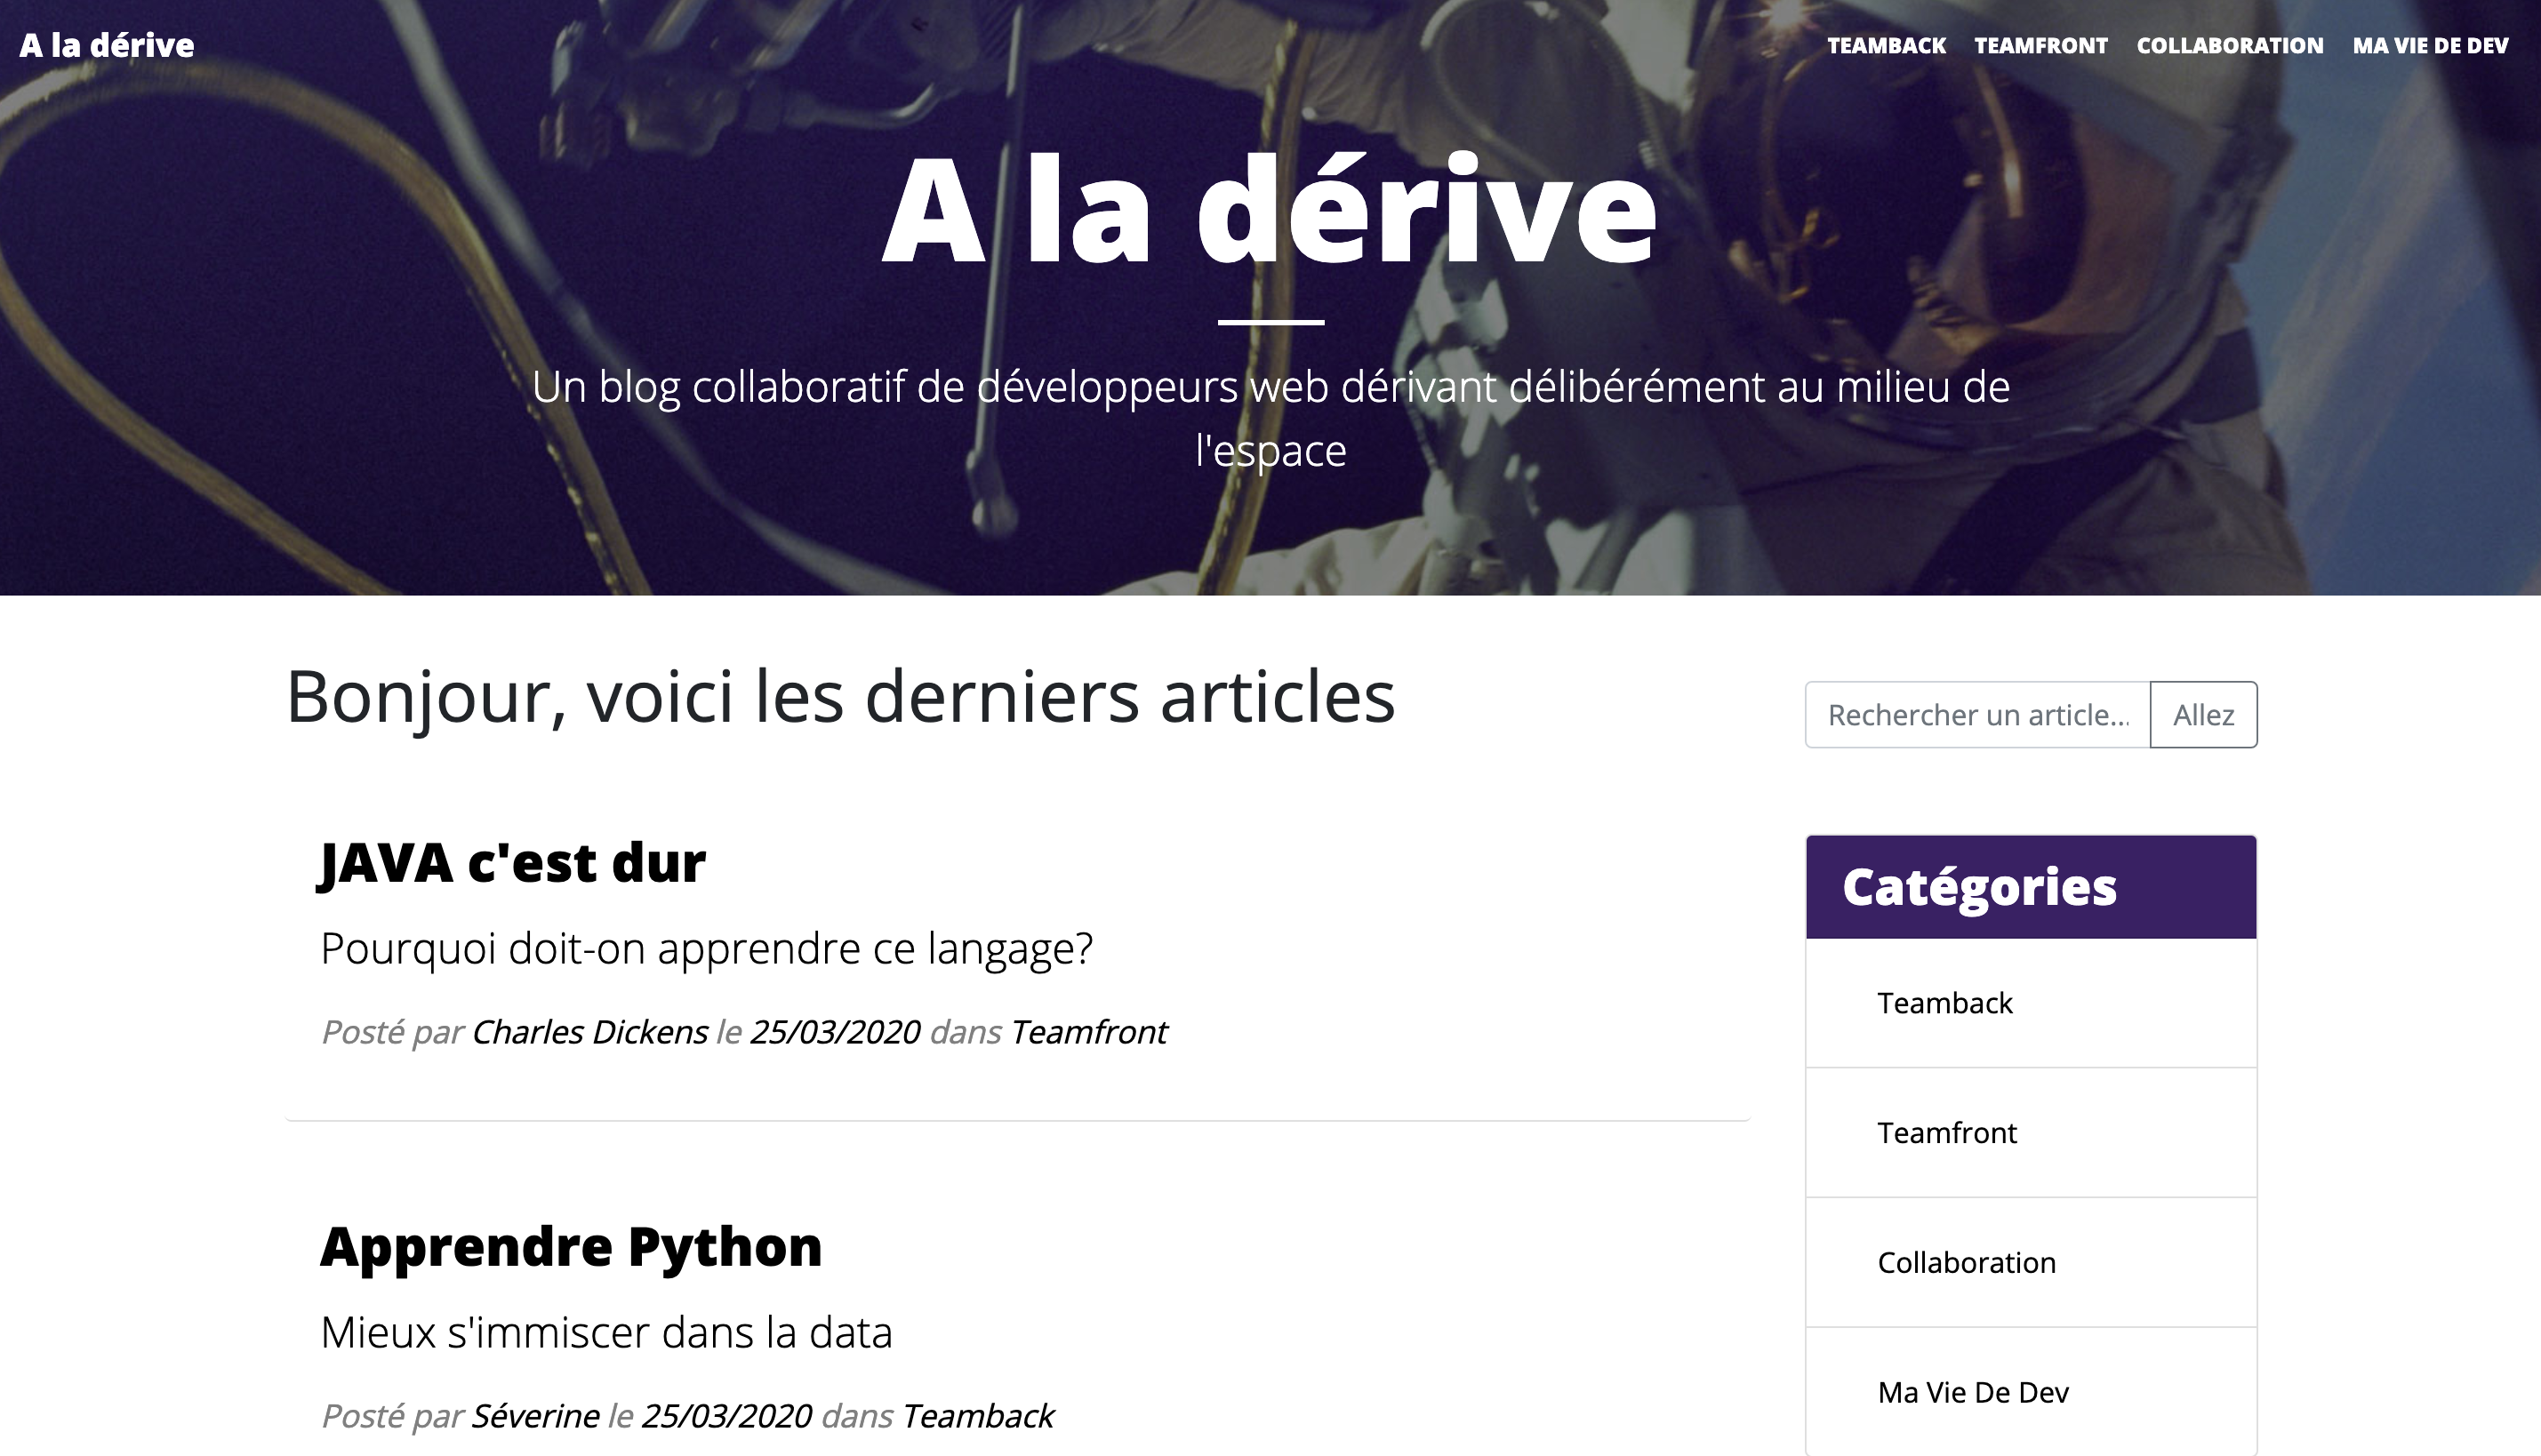 A la dérive
TEAMBACK TEAMFRONT COLLABORATION MA VIE DE DEV
A la dérive
Un blog collaboratif de développeurs web dérivant délibérément au milieu de
l'espace
Bonjour, voici les derniers articles
Rechercher un article... Allez
JAVA c'est dur
Pourquoi doit-on apprendre ce langage?
Posté par Charles Dickens le 25/03/2020 dans Teamfront
Apprendre Python
Mieux s'immiscer dans la data
Posté par Séverine le 25/03/2020 dans Teamback
Catégories
Teamback
Teamfront
Collaboration
Ma Vie De Dev